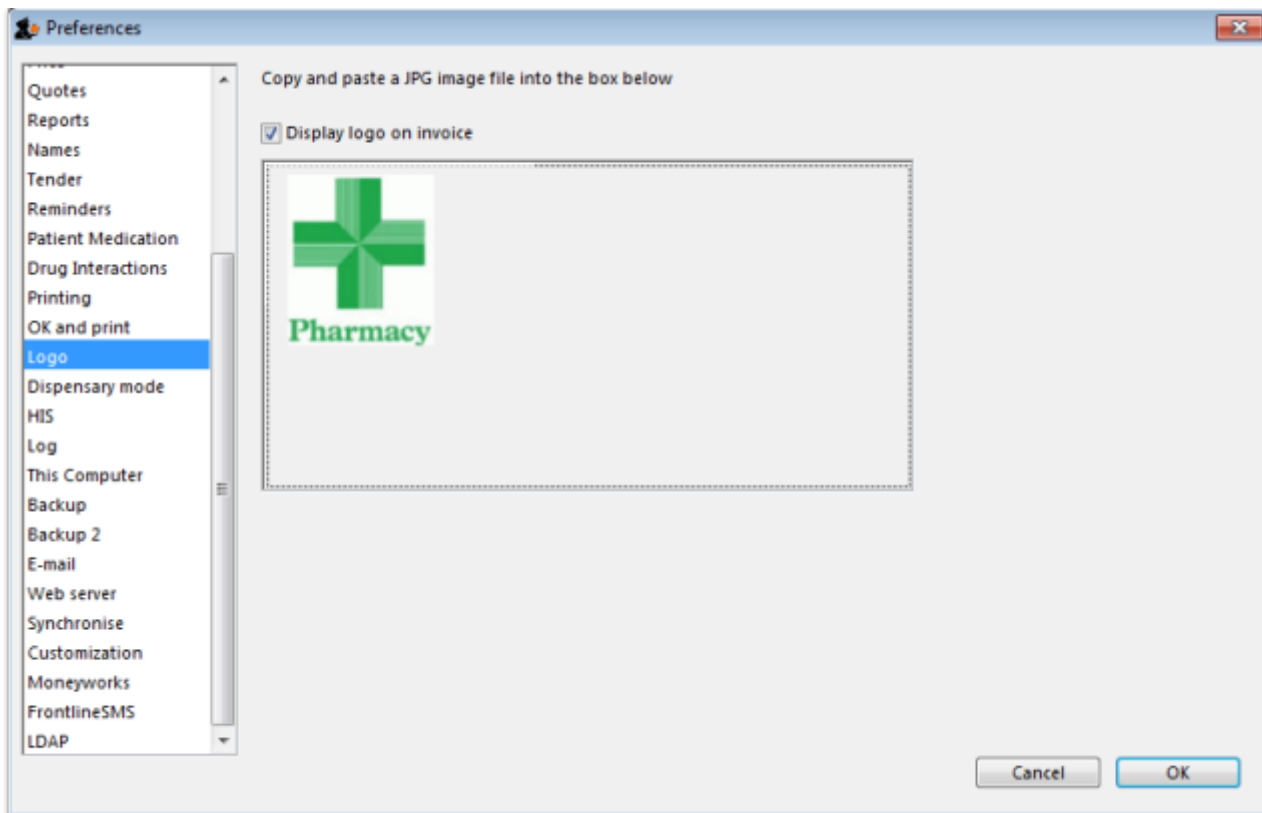 Preferences
Quotes
Reports
Names
Tender
Reminders
Patient Medication
Drug Interactions
Printing
OK and print
Logo
Dispensary mode
HIS
Log
This Computer
Backup
Backup 2
E-mail
Web server
Synchronise
Customization
Moneyworks
FrontlineSMS
LDAP
Copy and paste a JPG image file into the box below
Display logo on invoice
Pharmacy
Cancel
OK